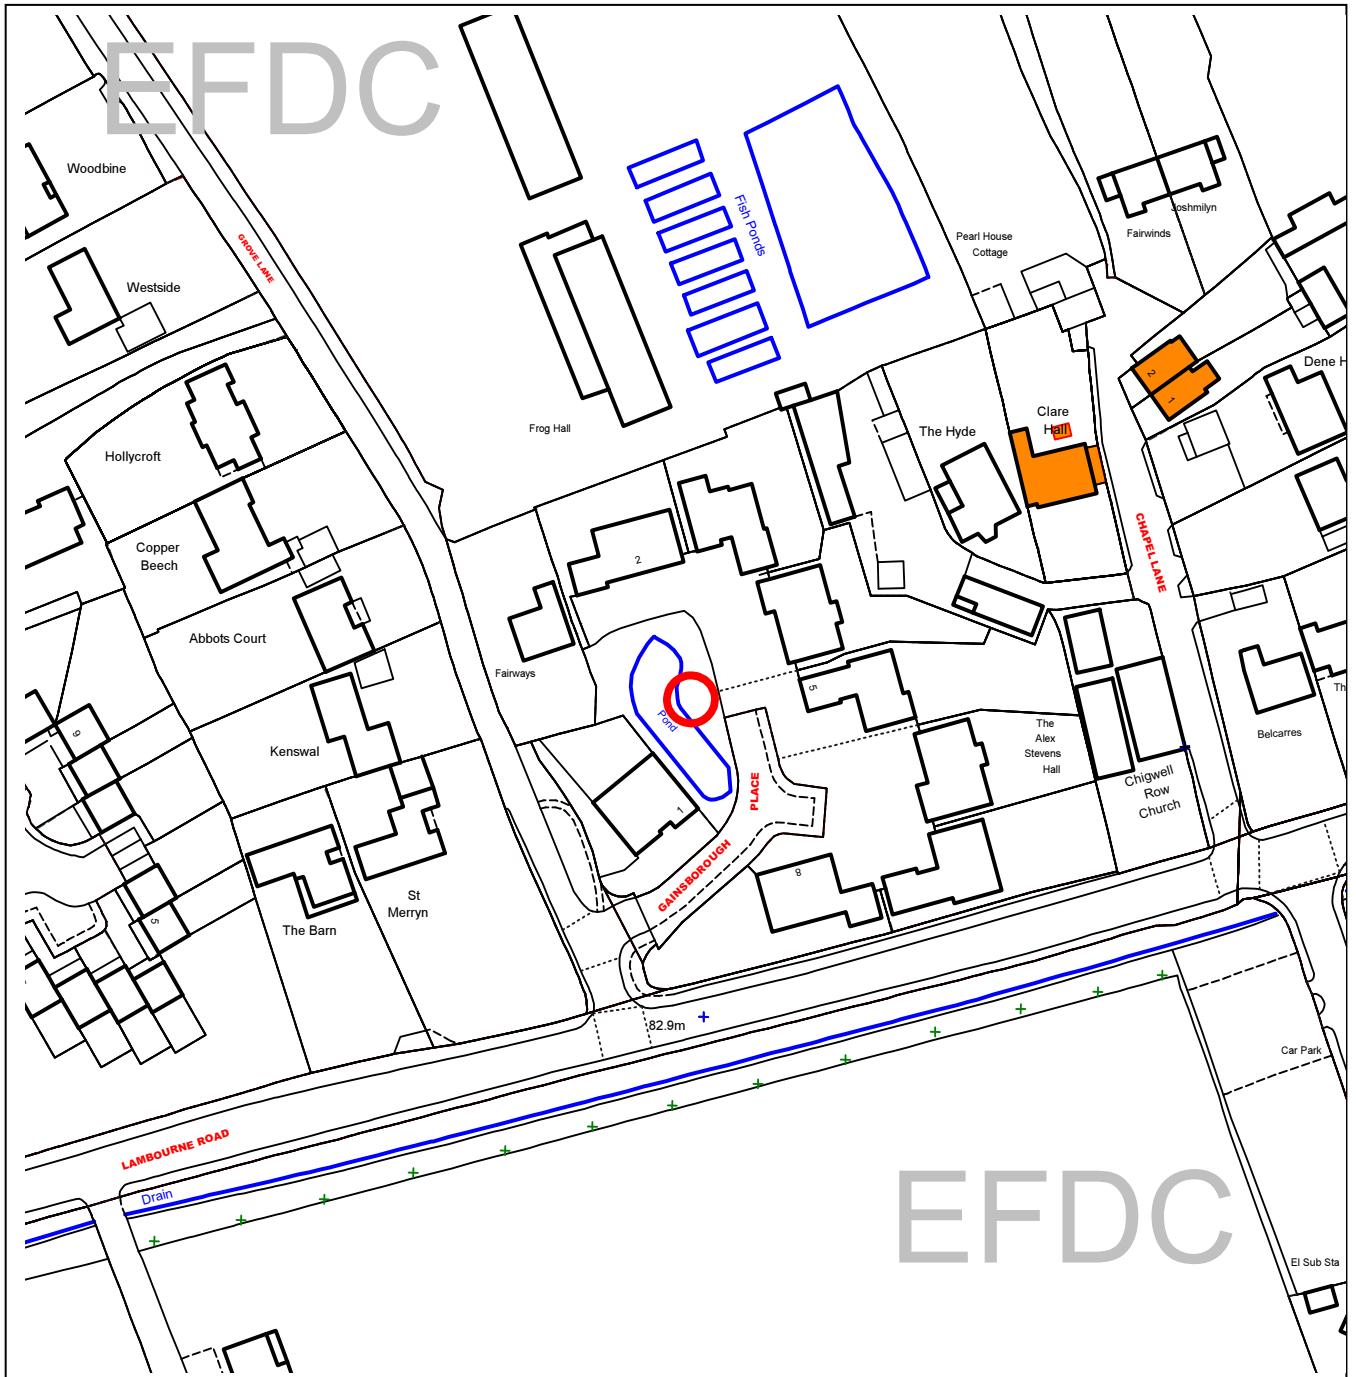 EFDC
Woodbine
GROVE LANE
Westside
Fish Ponds
Pearl House
Cottage
Joshmilyn
Fairwinds
Dene H
2
1
Clare
Hall
The Hyde
Frog Hall
Hollycroft
Copper
Beech
2
CHAPEL LANE
Abbots Court
Fairways
5
Pond
The
Alex
Stevens
Hall
Th
Belcarres
9
Kenswal
PLACE
Chigwell
Row
Church
1
GAINSBOROUGH
8
St
Merryn
The Barn
5
82.9m
Car Park
LAMBOURNE ROAD
Drain
EFDC
El Sub Sta